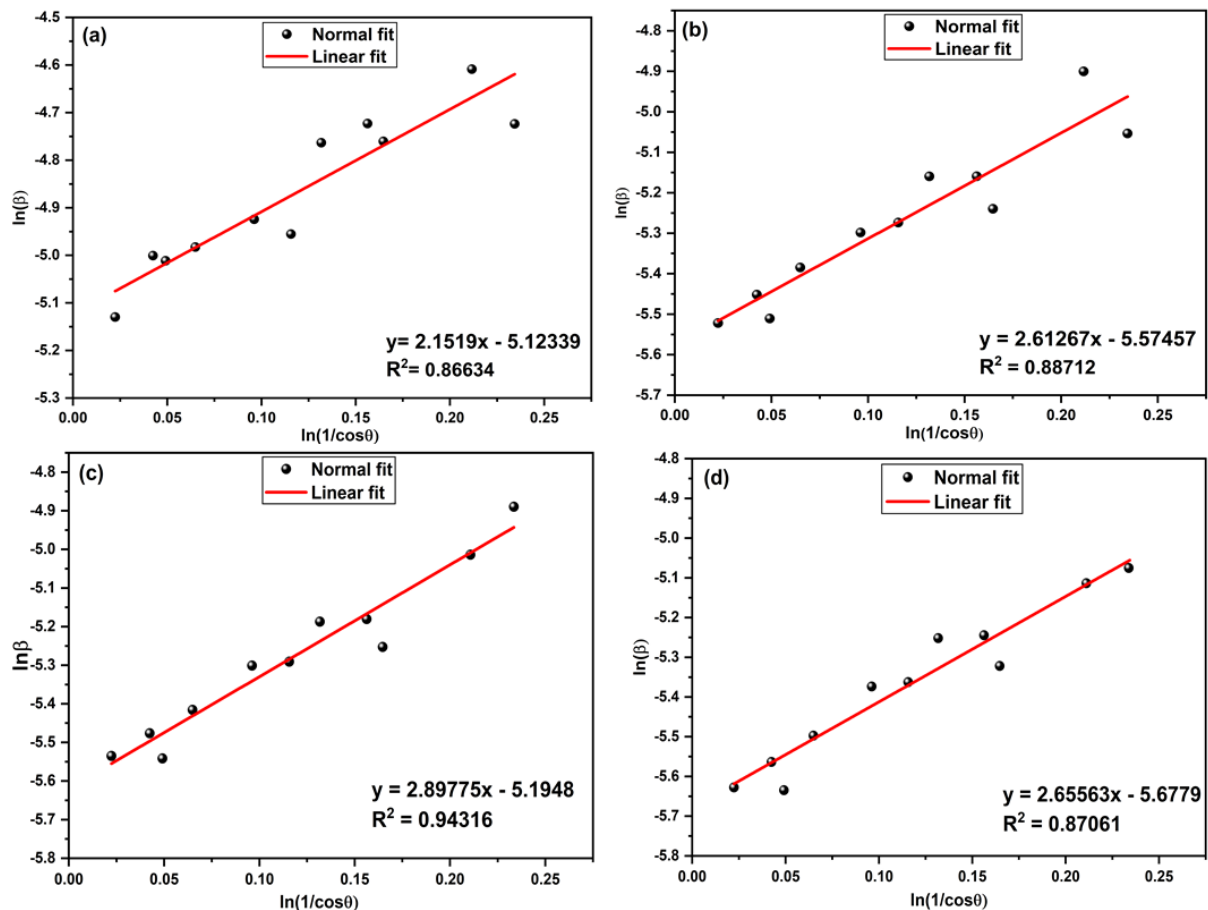 (a)
Normal fit
Linear fit
-4.5
-4.6
-4.7
-4.8
-4.9
-5.0
-5.1
-5.2
-5.3
ln(β)
y= 2.1519x - 5.12339
R²= 0.86634
0.00 0.05 0.10 0.15 0.20 0.25
ln(1/cosθ)
(b)
Normal fit
Linear fit
-4.8
-4.9
-5.0
-5.1
-5.2
-5.3
-5.4
-5.5
-5.6
-5.7
ln(β)
y = 2.61267x - 5.57457
R² = 0.88712
0.00 0.05 0.10 0.15 0.20 0.25
ln(1/cosθ)
(c)
Normal fit
Linear fit
-4.8
-4.9
-5.0
-5.1
-5.2
-5.3
-5.4
-5.5
-5.6
-5.7
-5.8
lnβ
y = 2.89775x - 5.1948
R² = 0.94316
0.00 0.05 0.10 0.15 0.20 0.25
ln(1/cosθ)
(d)
Normal fit
Linear fit
-4.8
-4.9
-5.0
-5.1
-5.2
-5.3
-5.4
-5.5
-5.6
-5.7
-5.8
ln(β)
y = 2.65563x - 5.6779
R² = 0.87061
0.00 0.05 0.10 0.15 0.20 0.25
ln(1/cosθ)